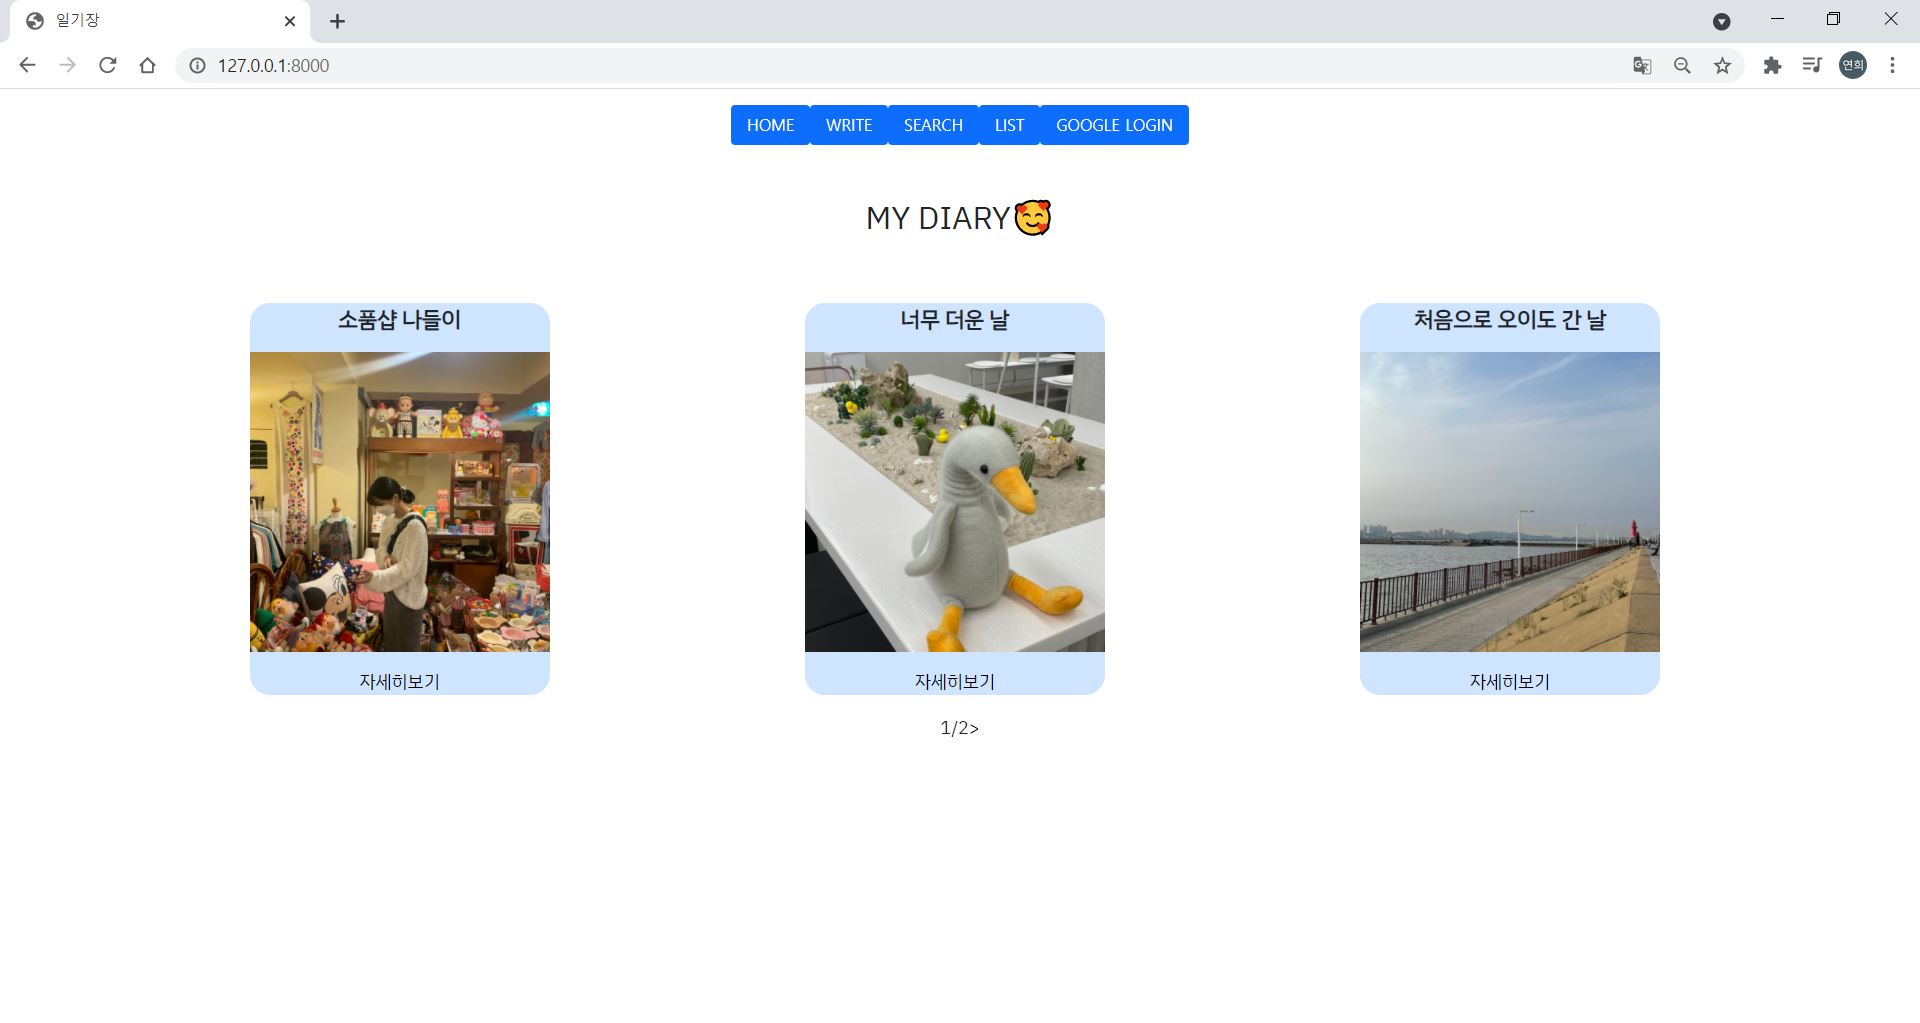 일기장
127.0.0.1:8000
연희
HOME WRITE SEARCH LIST GOOGLE LOGIN
MY DIARY🥰
소품샵 나들이
너무 더운 날
처음으로 오이도 간 날
자세히보기
자세히보기
자세히보기
1/2>